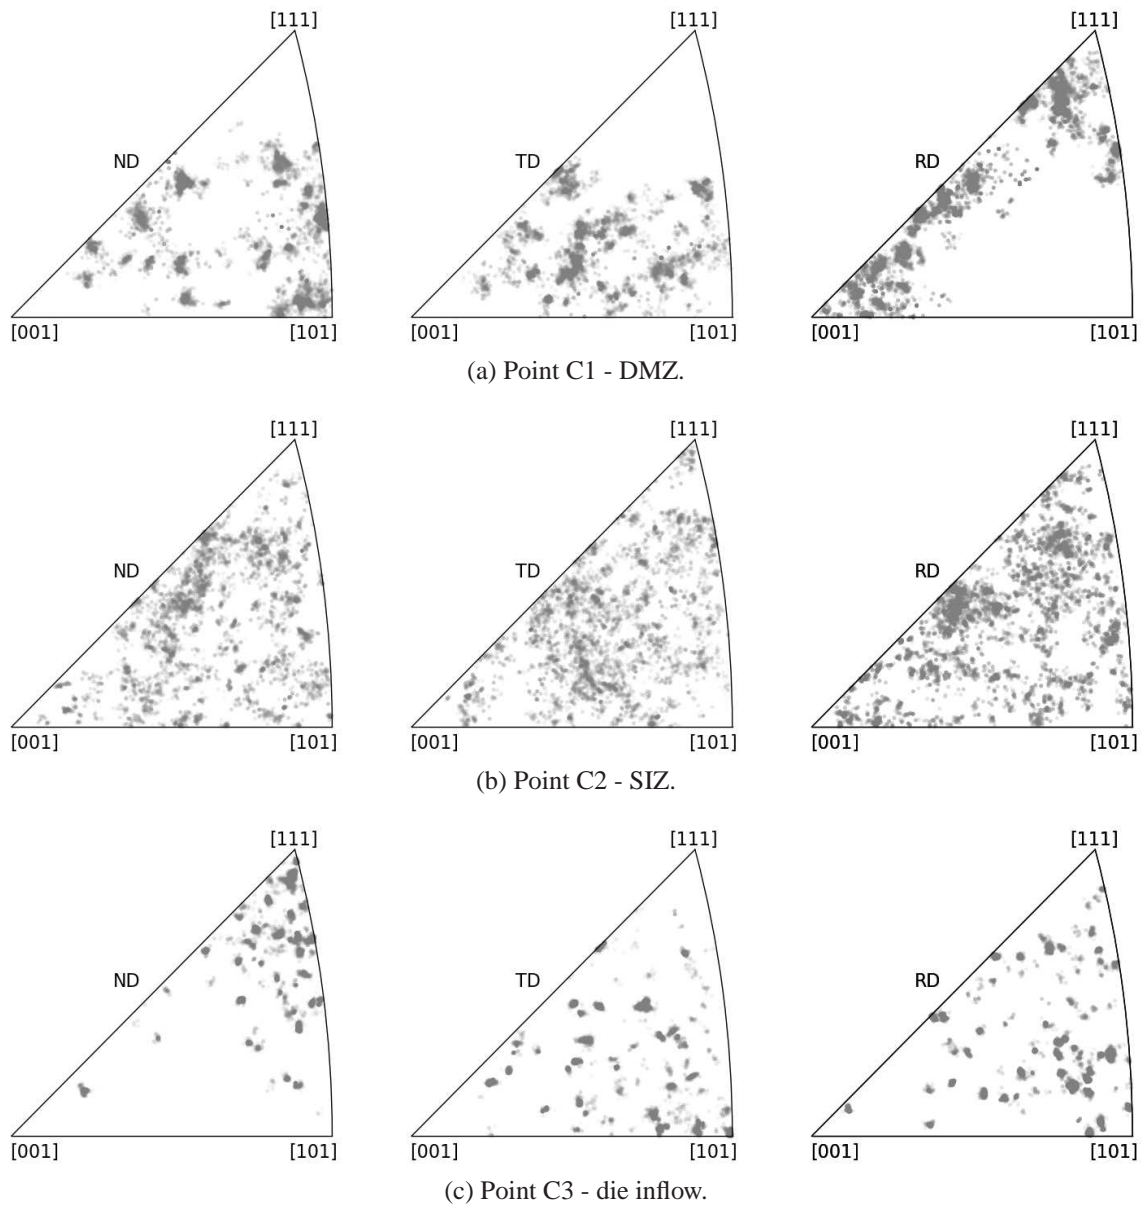 [111] [111] [111]
ND TD RD
[001] [101] [001] [101] [001] [101]
(a) Point C1 - DMZ.
[111] [111] [111]
ND TD RD
[001] [101] [001] [101] [001] [101]
(b) Point C2 - SIZ.
[111] [111] [111]
ND TD RD
[001] [101] [001] [101] [001] [101]
(c) Point C3 - die inflow.